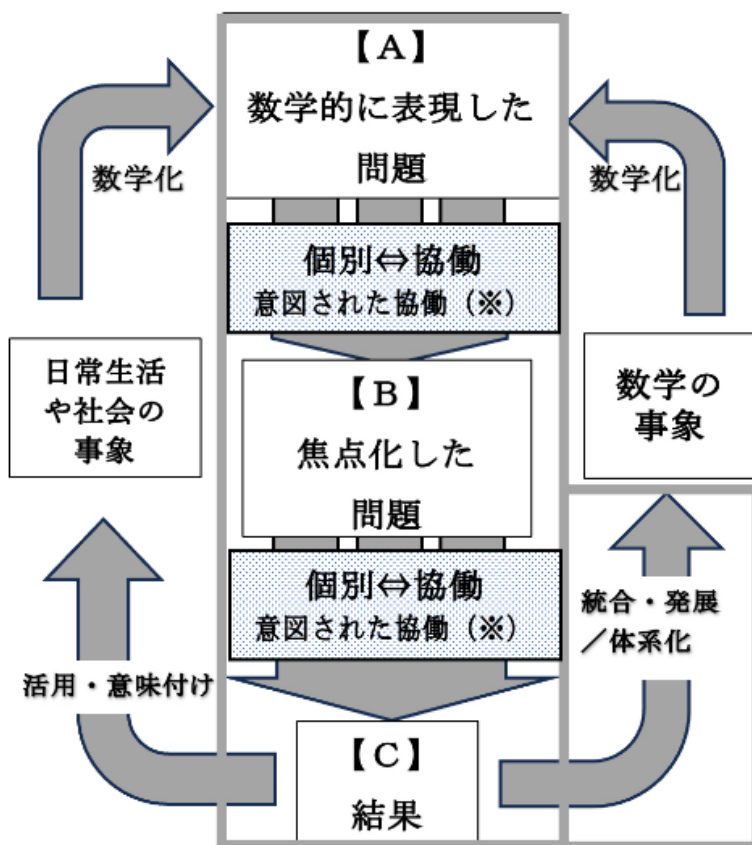 【A】
数学的に表現した
問題
数学化
数学化
個別⇔協働
意図された協働（※）
日常生活
や社会の
事象
【B】
焦点化した
問題
数学の
事象
個別⇔協働
意図された協働（※）
活用・意味付け
統合・発展
／体系化
【C】
結果